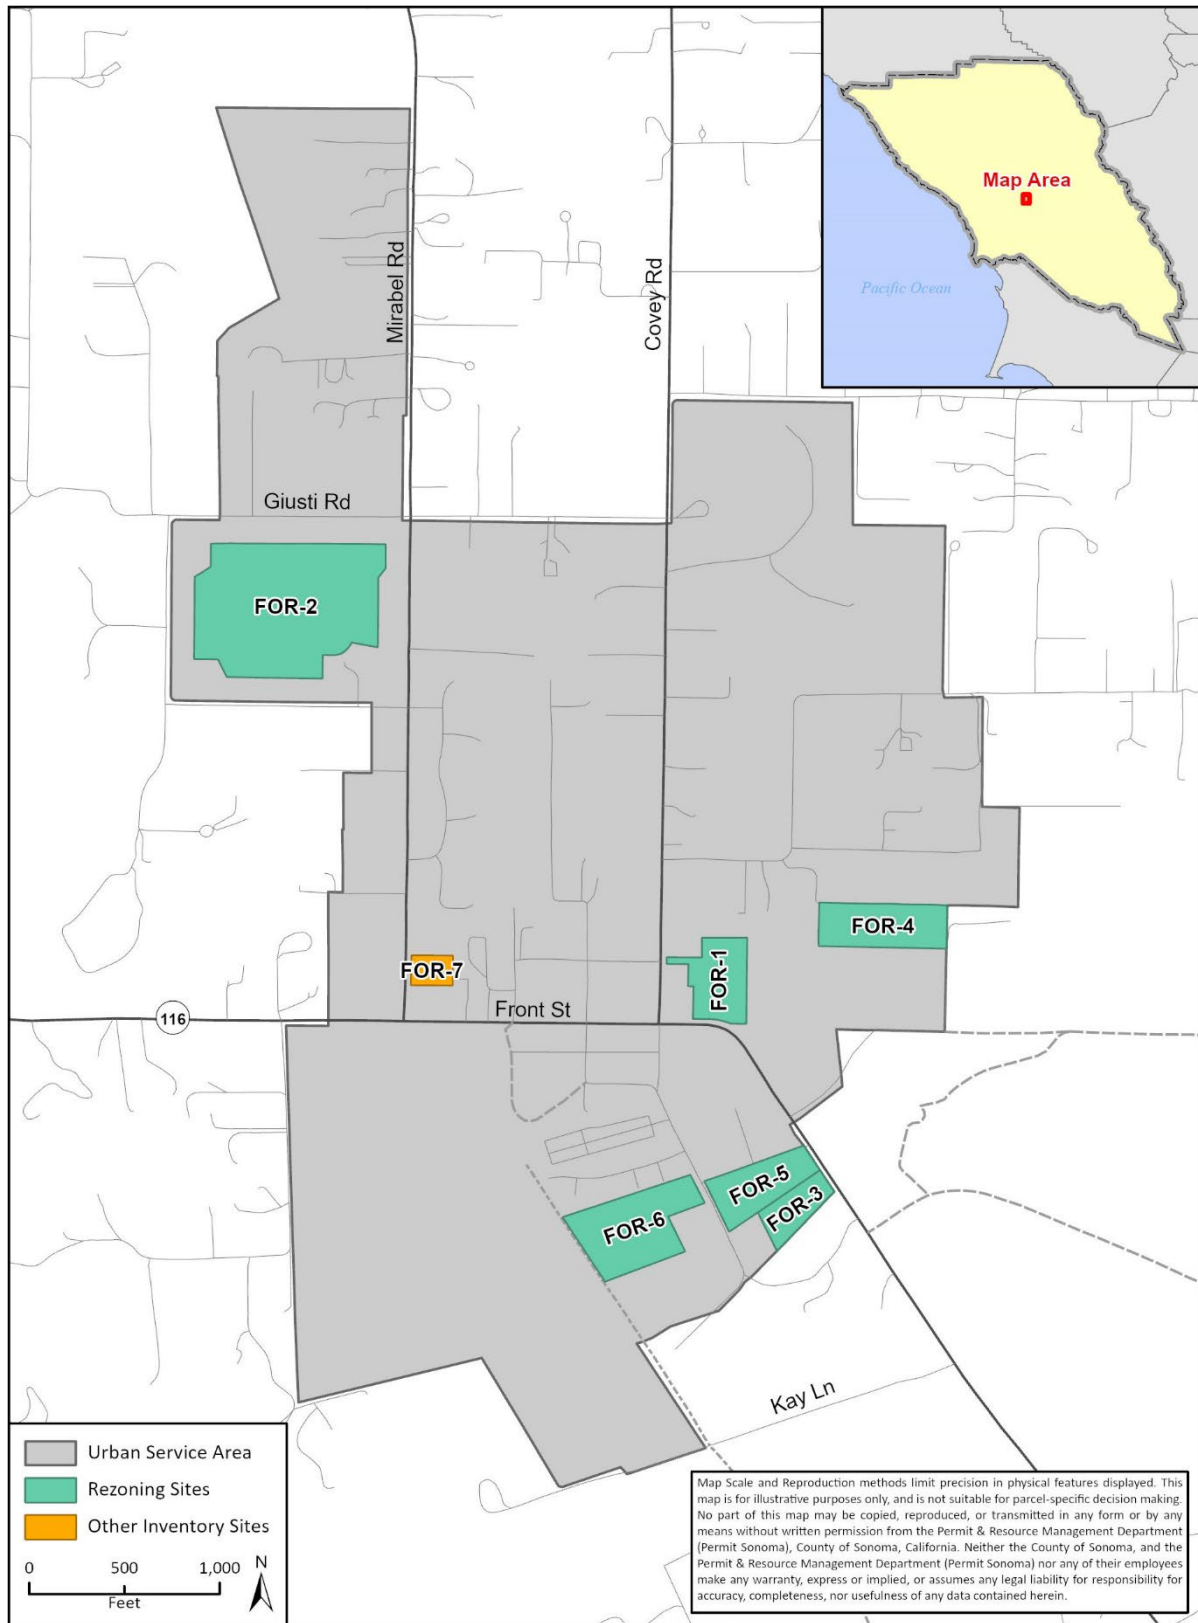 Map Area
Pacific Ocean
Mirabel Rd
Covey Rd
Giusti Rd
FOR-2
FOR-4
FOR-1
FOR-7
Front St
116
FOR-5
FOR-3
FOR-6
Kay Ln
Urban Service Area
Rezoning Sites
Other Inventory Sites
0 500 1,000
Feet
N
Map Scale and Reproduction methods limit precision in physical features displayed. This
map is for illustrative purposes only, and is not suitable for parcel-specific decision making.
No part of this map may be copied, reproduced, or transmitted in any form or by any
means without written permission from the Permit & Resource Management Department
(Permit Sonoma), County of Sonoma, California. Neither the County of Sonoma, and the
Permit & Resource Management Department (Permit Sonoma) nor any of their employees
make any warranty, express or implied, or assumes any legal liability for responsibility for
accuracy, completeness, nor usefulness of any data contained herein.